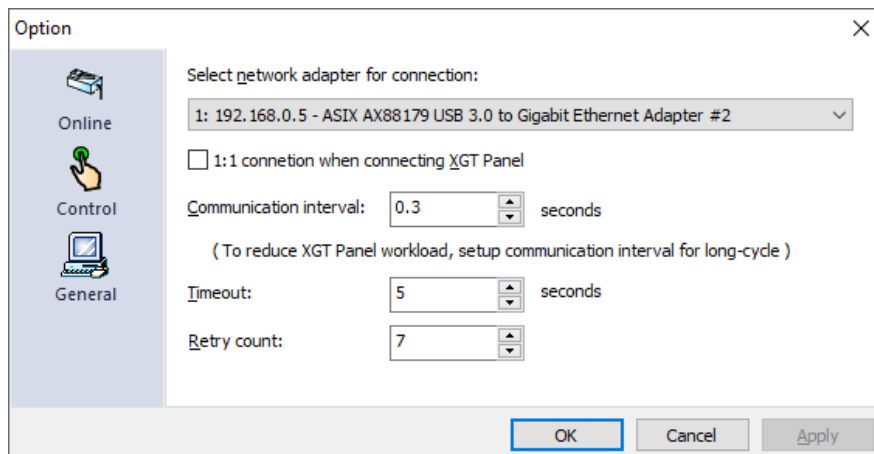 Option
Online
Control
General
Select network adapter for connection:
1: 192.168.0.5 - ASIX AX88179 USB 3.0 to Gigabit Ethernet Adapter #2
1:1 connetion when connecting XGT Panel
Communication interval: 0.3 seconds
( To reduce XGT Panel workload, setup communication interval for long-cycle )
Timeout: 5 seconds
Retry count: 7
OK Cancel Apply